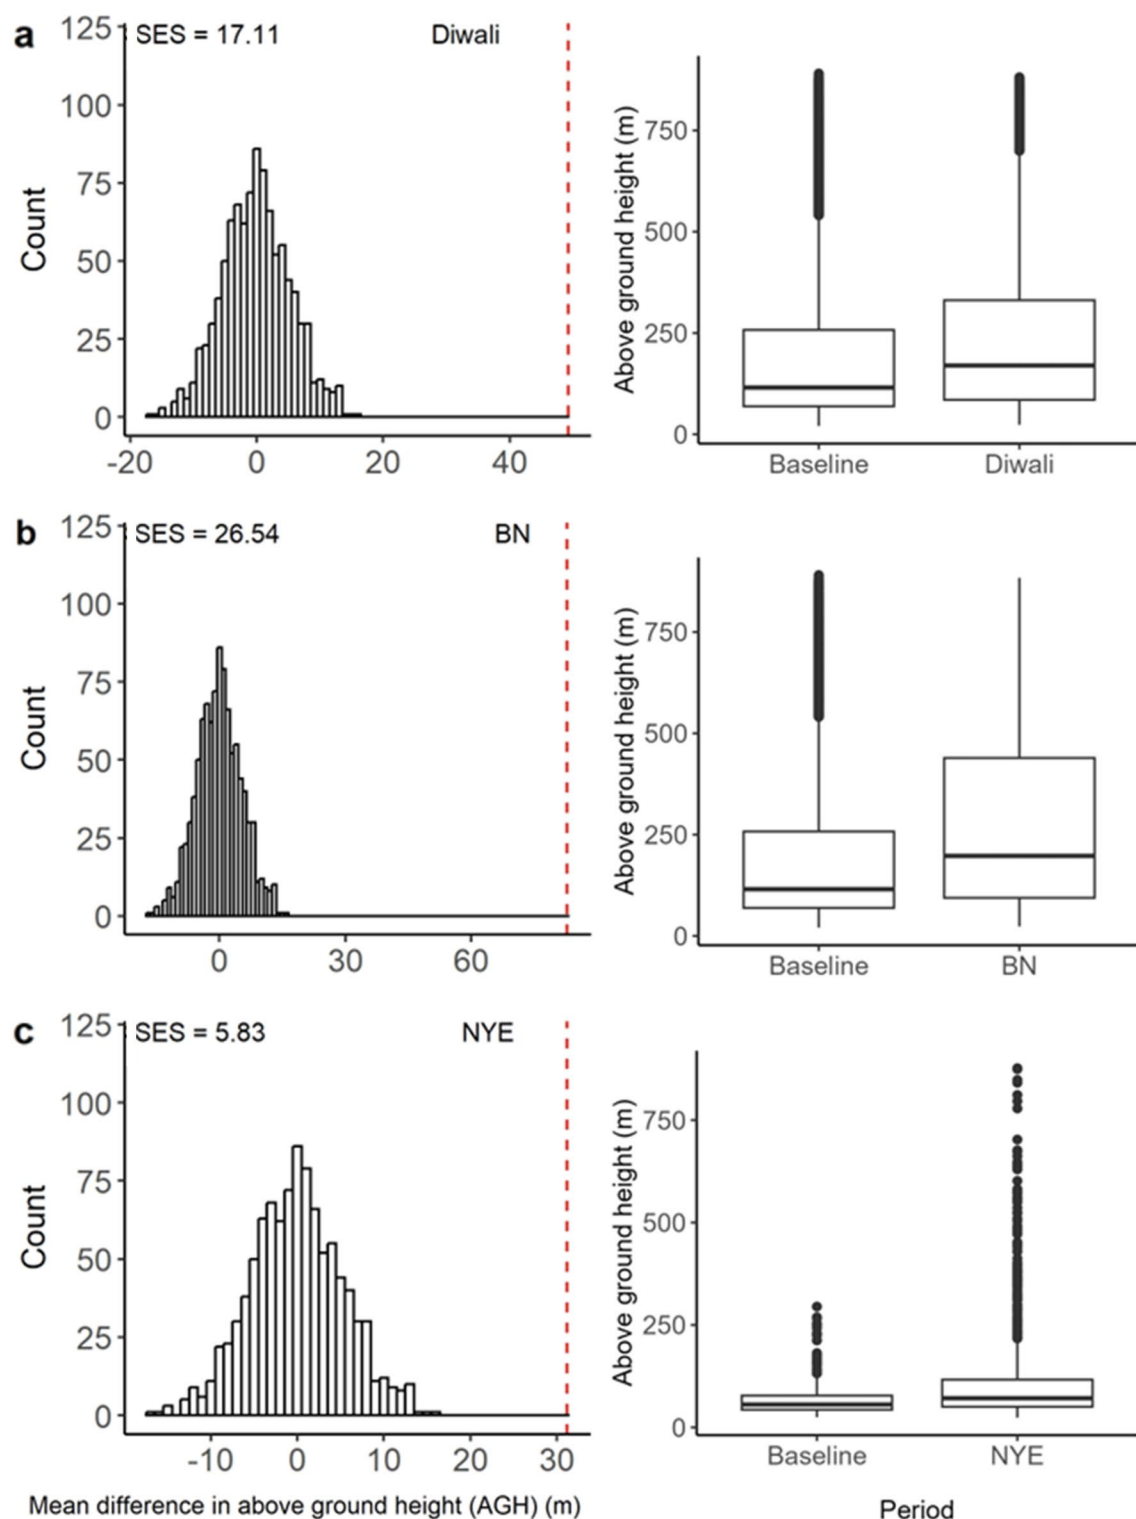 a
SES = 17.11
Diwali
125
100
75
50
25
0
Count
-20
0
20
40
Above ground height (m)
750
500
250
0
Baseline
Diwali
b
SES = 26.54
BN
125
100
75
50
25
0
Count
0
30
60
Above ground height (m)
750
500
250
0
Baseline
BN
c
SES = 5.83
NYE
125
100
75
50
25
0
Count
-10
0
10
20
30
Mean difference in above ground height (AGH) (m)
Above ground height (m)
750
500
250
0
Baseline
NYE
Period